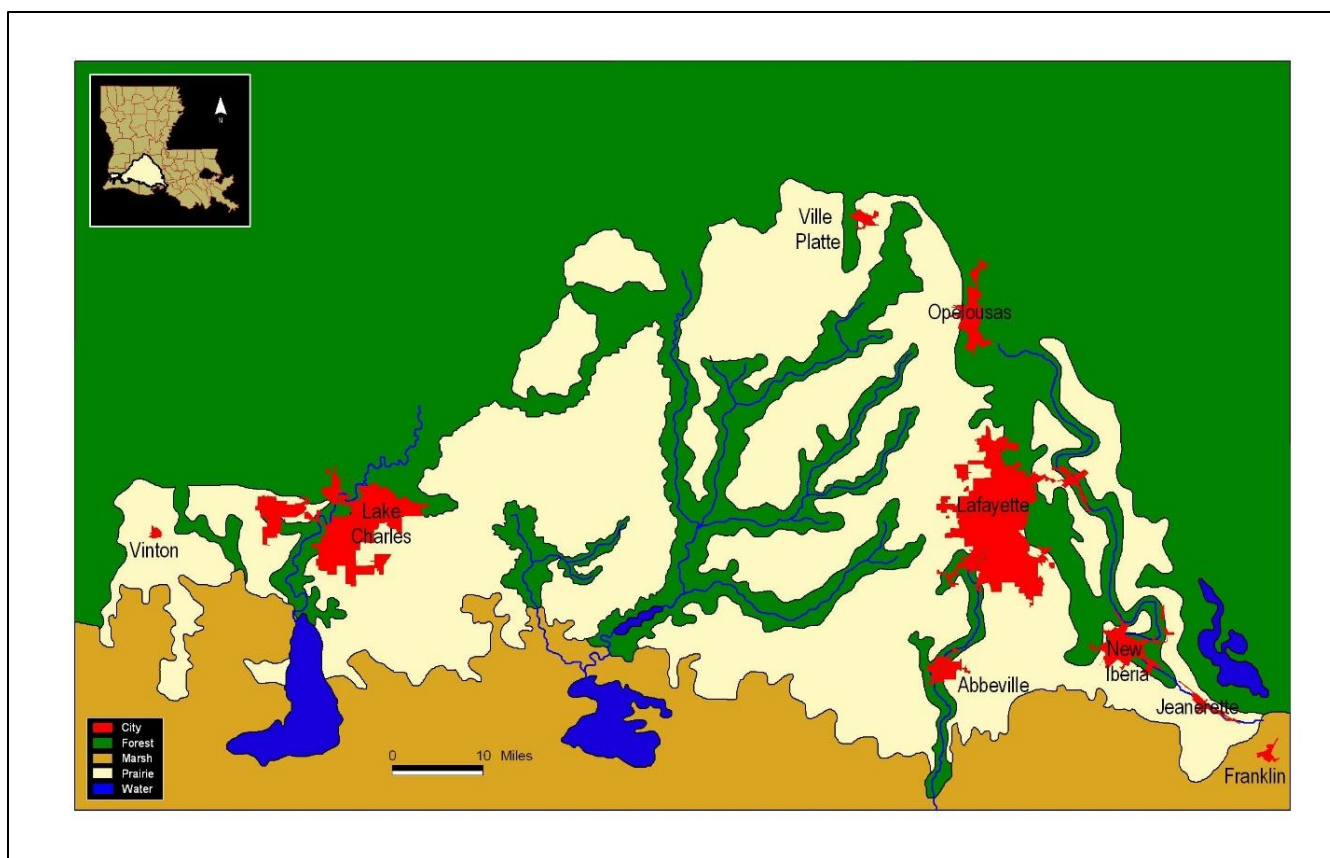 N
Ville
Platte
Opelousas
Lake
Charles
Lafayette
Vinton
New
Iberia
Abbeville
Jeanerette
Franklin
City
Forest
Marsh
Prairie
Water
0 10 Miles